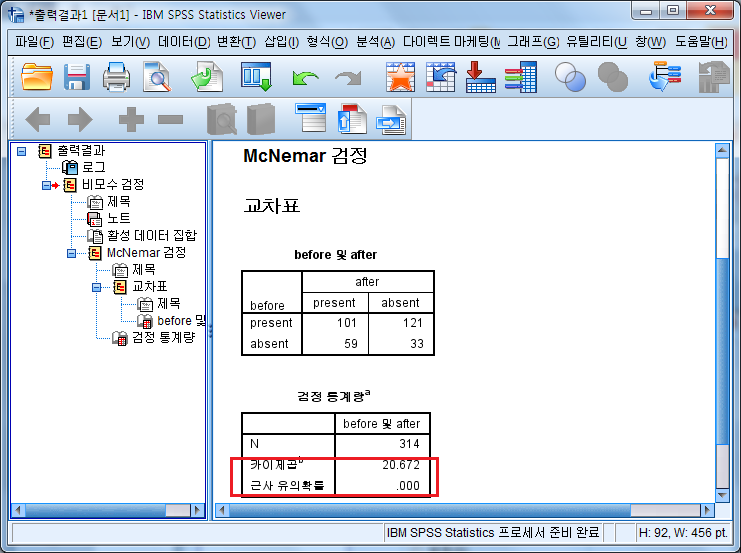 *출력결과1 [문서1] - IBM SPSS Statistics Viewer
파일(F) 편집(E) 보기(V) 데이터(D) 변환(T) 삽입(I) 형식(O) 분석(A) 다이렉트 마케팅(M 그래프(G) 유틸리티(U 창(W) 도움말(H)
출력결과
로그
비모수 검정
제목
노트
활성 데이터 집합
McNemar 검정
제목
교차표
제목
before 및
검정 통계량
McNemar 검정
교차표
before 및 after
after
before present absent
present 101 121
absent 59 33
검정 통계량a
before 및 after
N 314
카이제곱b 20.672
근사 유의확률 .000
IBM SPSS Statistics 프로세서 준비 완료 H: 92, W: 456 pt.